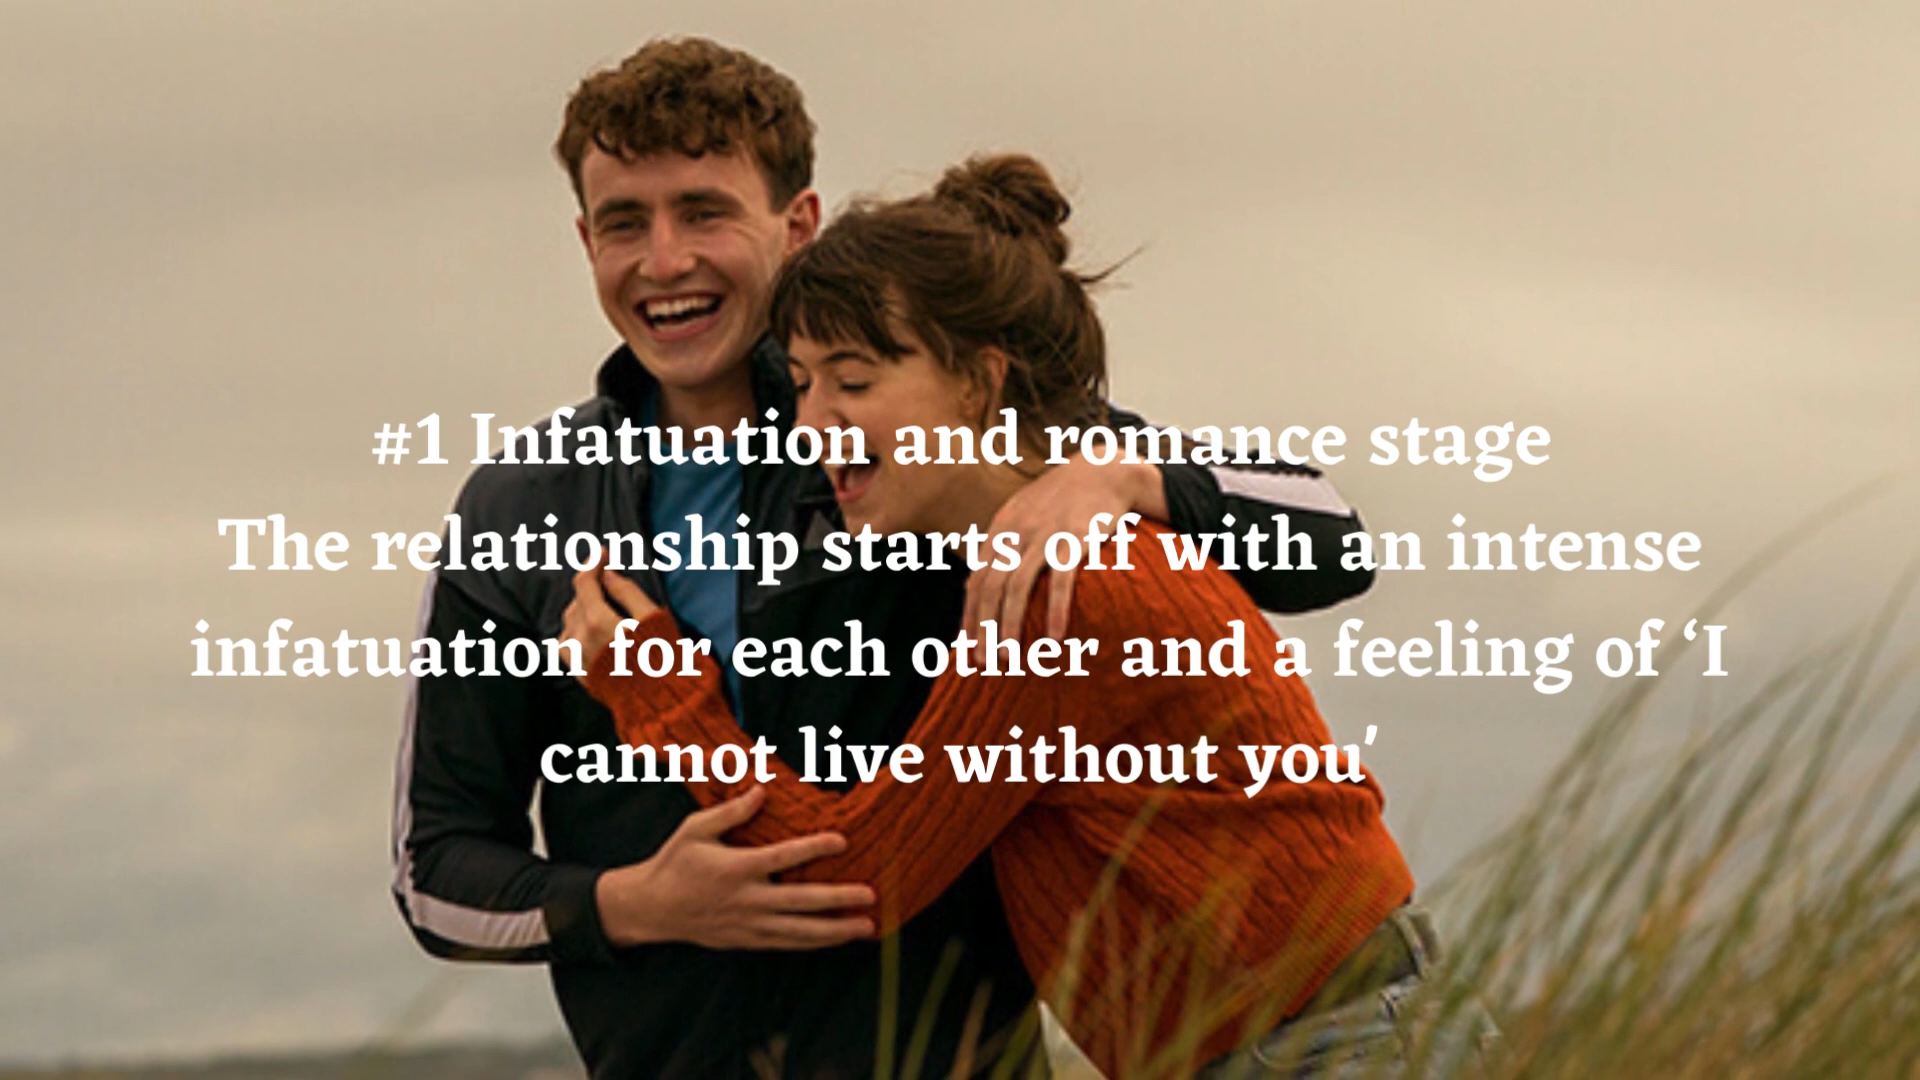 #1 Infatuation and romance stage
The relationship starts off with an intense
infatuation for each other and a feeling of ‘I
cannot live without you'